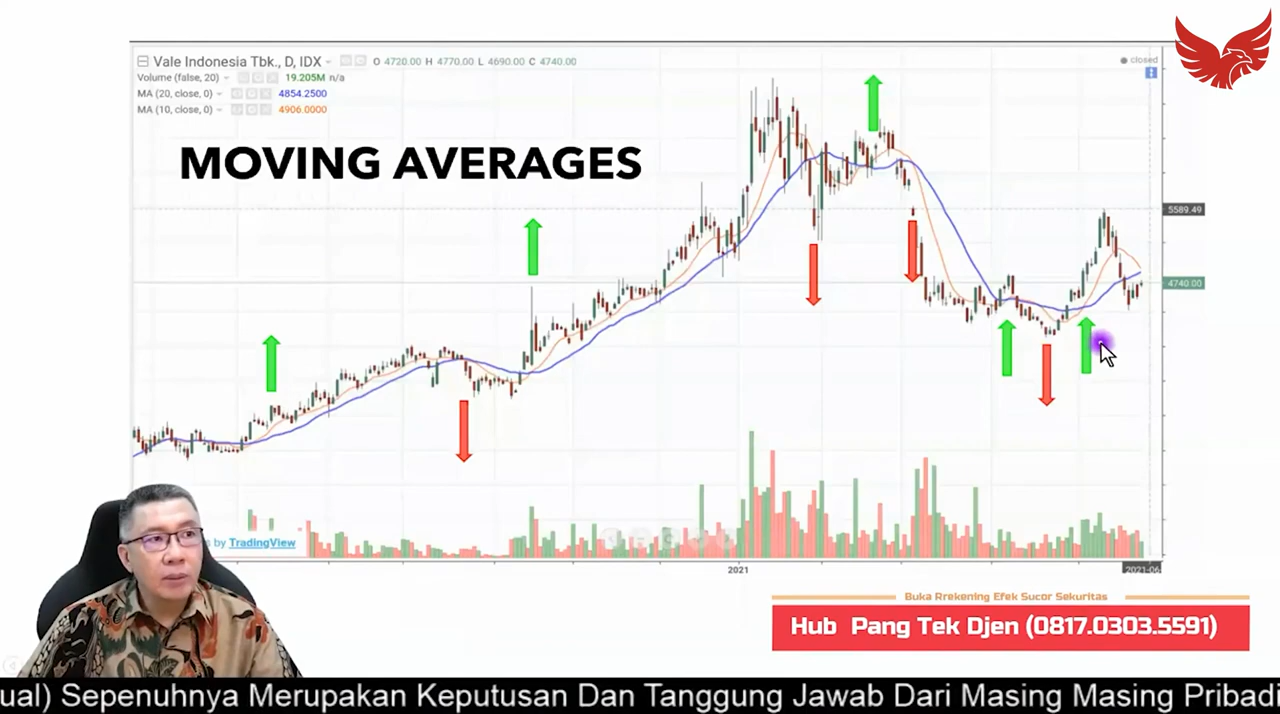 Vale Indonesia Tbk., D, IDX O 4720.00 H 4770.00 L 4690.00 C 4740.00
closed
Volume (false, 20) 19.205M n/a
MA (20, close, 0) 4854.2500
MA (10, close, 0) 4906.0000
MOVING AVERAGES
5589.49
4740.00
by TradingView
2021
2021-06
Buka Rrekening Efek Sucor Sekuritas
Hub Pang Tek Djen (0817.0303.5591)
ual) Sepenuhnya Merupakan Keputusan Dan Tanggung Jawab Dari Masing Masing Pribadi